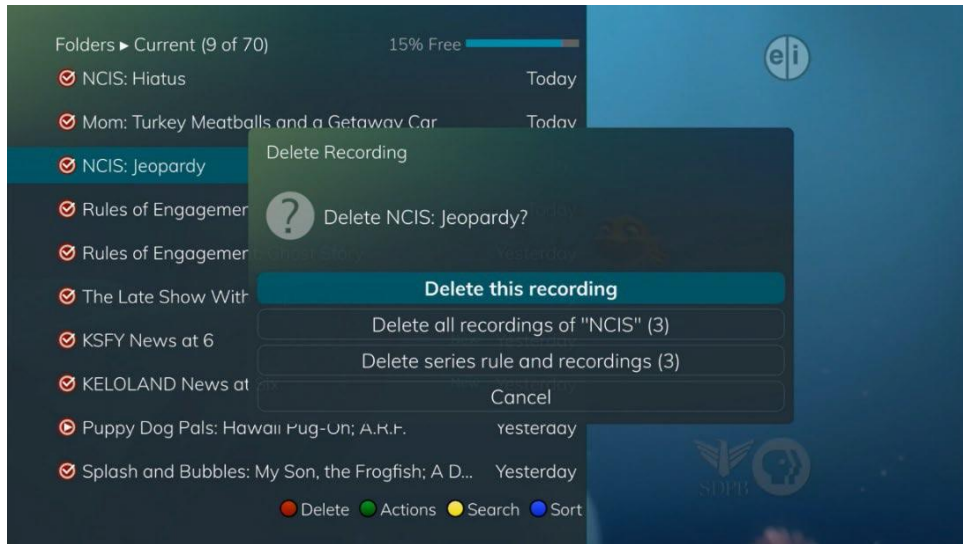 Folders ▸ Current (9 of 70) 15% Free
e i
NCIS: Hiatus Today
Mom: Turkey Meatballs and a Getaway Car Today
NCIS: Jeopardy
Delete Recording
Delete NCIS: Jeopardy?
Rules of Engagemen
Rules of Engagemen Yesterday
The Late Show With
KSFY News at 6
KELOLAND News at
Delete this recording
Delete all recordings of "NCIS" (3)
Delete series rule and recordings (3)
Cancel
Puppy Dog Pals: Hawaii Pug-On; A.R.F. Yesterday
Splash and Bubbles: My Son, the Frogfish; A D... Yesterday
SDPB
Delete Actions Search Sort